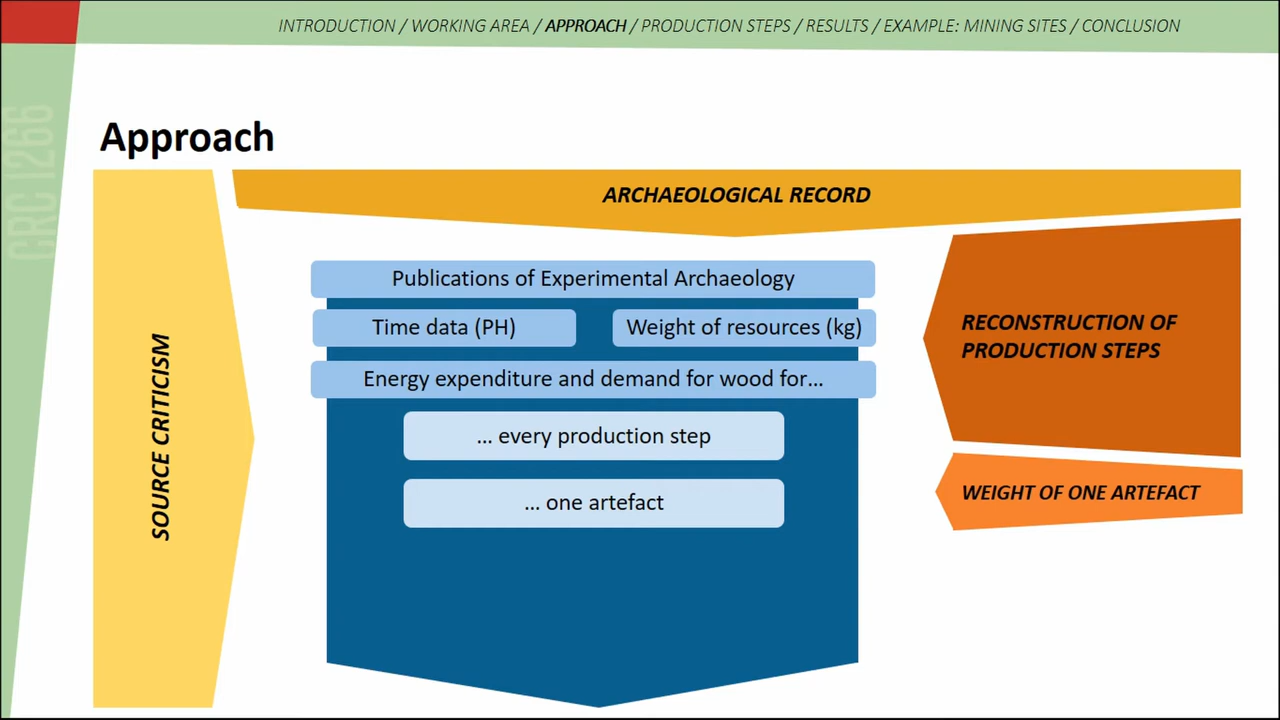 INTRODUCTION / WORKING AREA / APPROACH / PRODUCTION STEPS / RESULTS / EXAMPLE: MINING SITES / CONCLUSION
CRC 1266
Approach
ARCHAEOLOGICAL RECORD
SOURCE CRITICISM
Publications of Experimental Archaeology
Time data (PH)
Weight of resources (kg)
Energy expenditure and demand for wood for...
... every production step
... one artefact
RECONSTRUCTION OF
PRODUCTION STEPS
WEIGHT OF ONE ARTEFACT